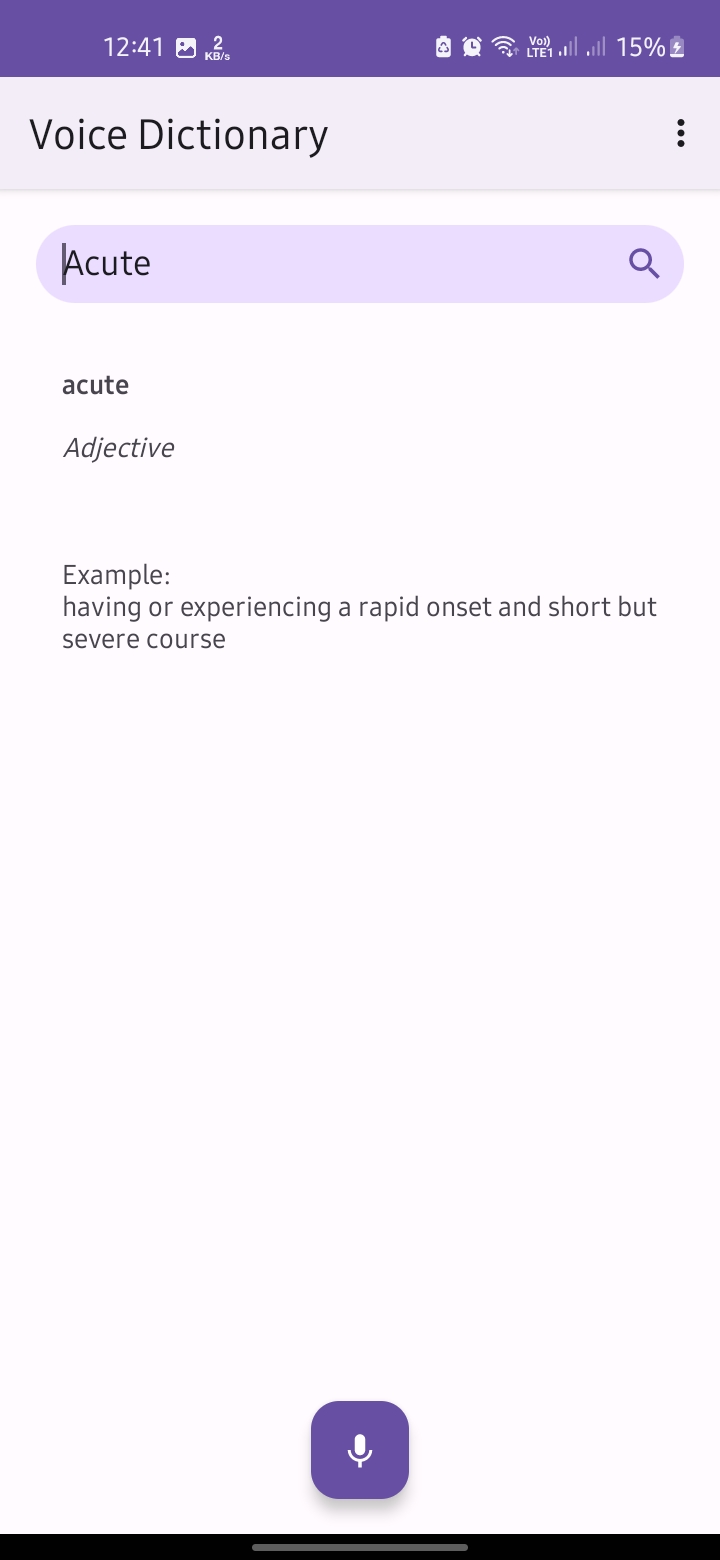 12:41 2 KB/s Vo)) LTE1 15%
Voice Dictionary
Acute
acute
Adjective
Example:
having or experiencing a rapid onset and short but
severe course